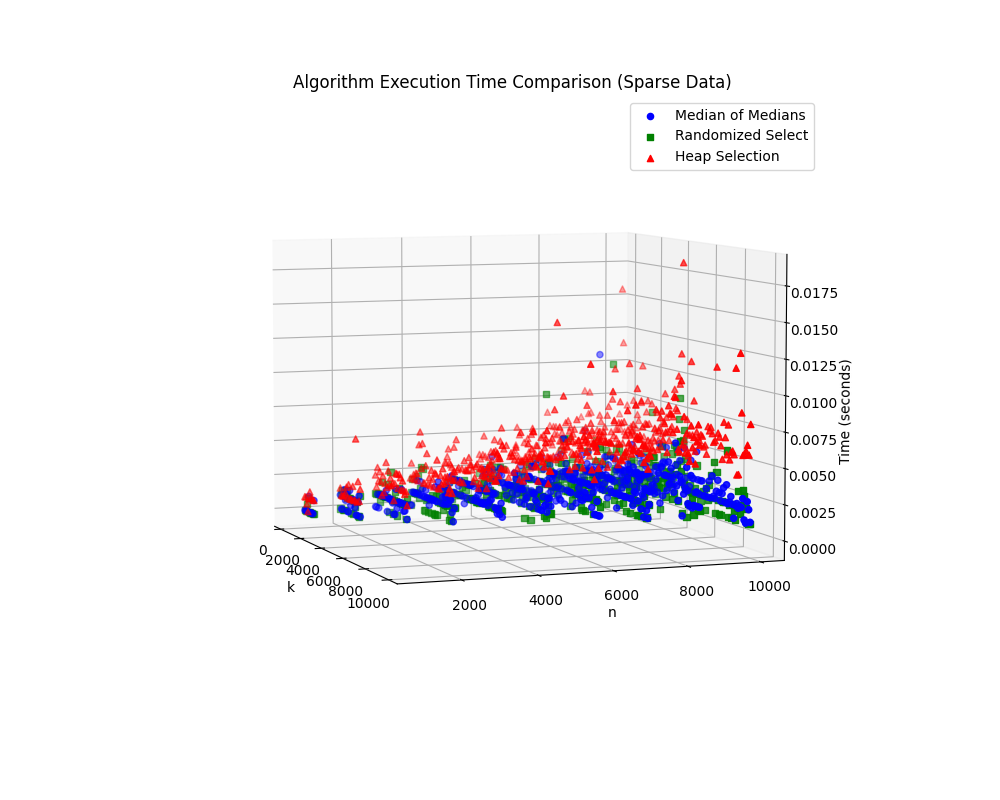 Algorithm Execution Time Comparison (Sparse Data)
Median of Medians
Randomized Select
Heap Selection
0.0175
0.0150
0.0125
0.0100
0.0075
0.0050
0.0025
0.0000
Time (seconds)
0
2000
4000
6000
8000
10000
k
2000
4000
6000
8000
10000
n